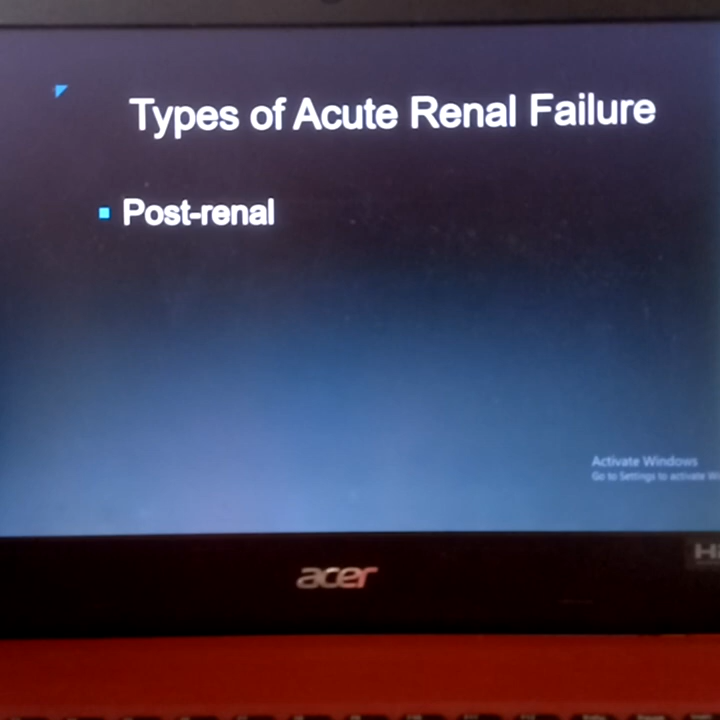 Types of Acute Renal Failure
Post-renal
Activate Windows
Go to Settings to activate
acer